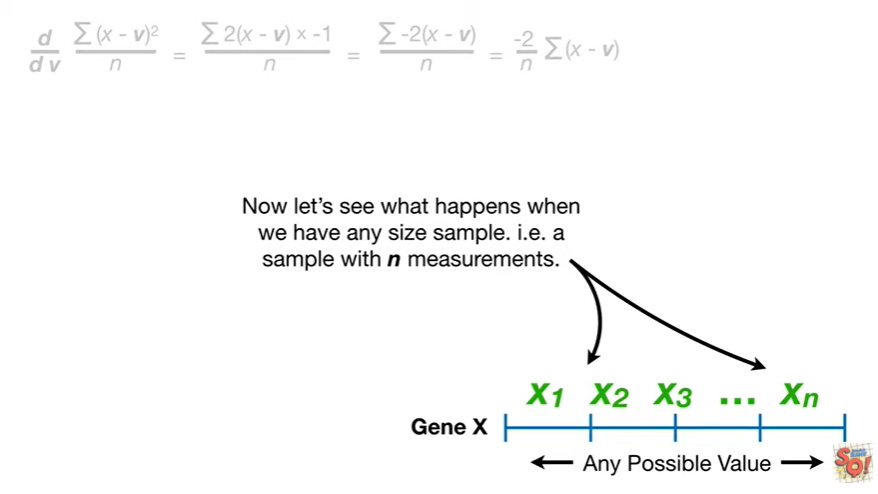 d/dv ∑(x - v)²/n = ∑2(x - v) × -1/n = ∑-2(x - v)/n = -2/n ∑(x - v)
Now let's see what happens when
we have any size sample. i.e. a
sample with n measurements.
x₁ x₂ x₃ ... xₙ
Gene X
Any Possible Value
SQ!